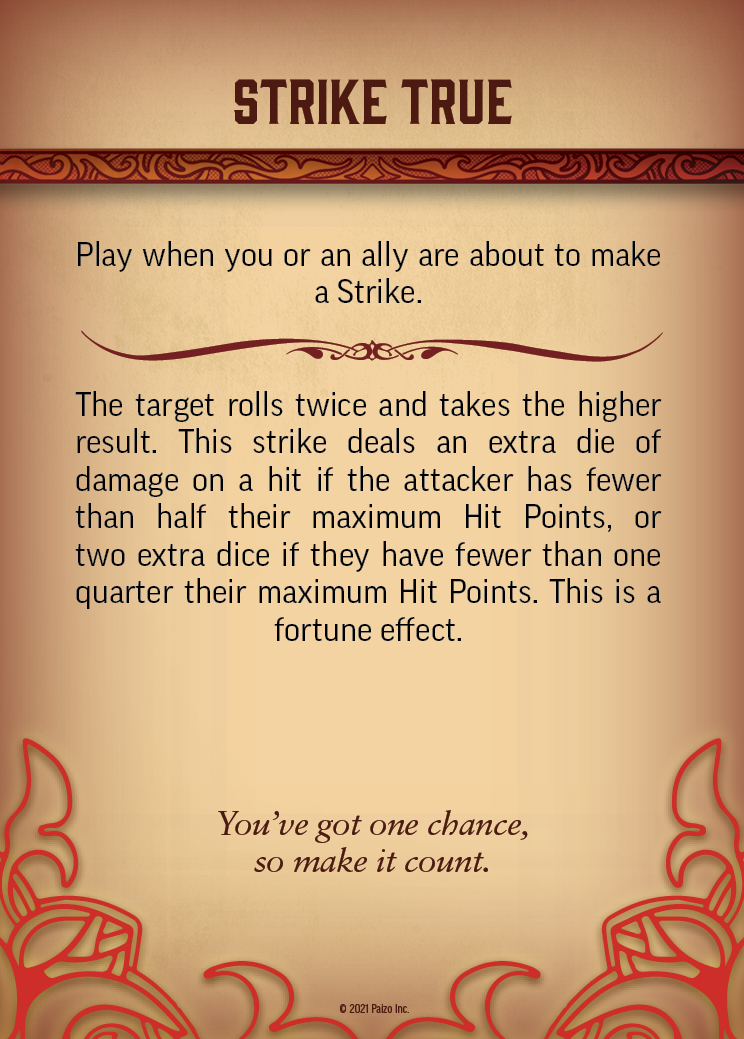 STRIKE TRUE
Play when you or an ally are about to make
a Strike.
The target rolls twice and takes the higher
result. This strike deals an extra die of
damage on a hit if the attacker has fewer
than half their maximum Hit Points, or
two extra dice if they have fewer than one
quarter their maximum Hit Points. This is a
fortune effect.
You've got one chance,
so make it count.
© 2021 Paizo Inc.